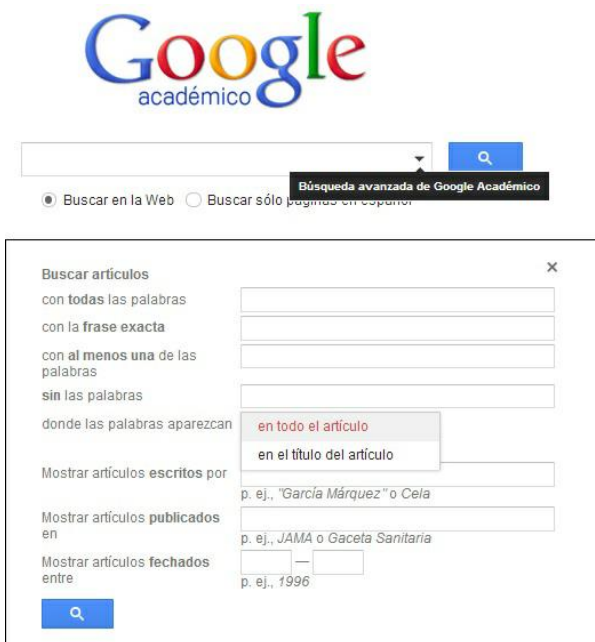 Google
académico
Búsqueda avanzada de Google Académico
Buscar en la Web Buscar sólo páginas en español
Buscar artículos
con todas las palabras
con la frase exacta
con al menos una de las
palabras
sin las palabras
donde las palabras aparezcan
en todo el artículo
en el título del artículo
Mostrar artículos escritos por
p. ej., "García Márquez" o Cela
Mostrar artículos publicados
en
p. ej., JAMA o Gaceta Sanitaria
Mostrar artículos fechados
entre
—
p. ej., 1996